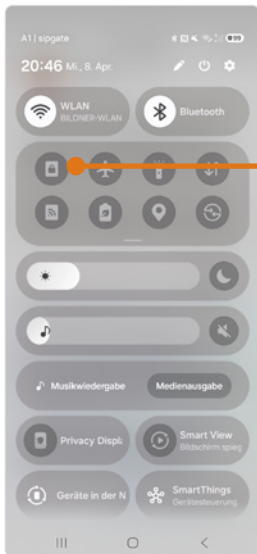 A1 | sipgate
20:46 Mi., 8. Apr.
WLAN
BILDNER-WLAN
Bluetooth
Musikwiedergabe
Medienausgabe
Privacy Displ
Smart View
Bildschirm spieg
Geräte in der N
SmartThings
Gerätesteuerung